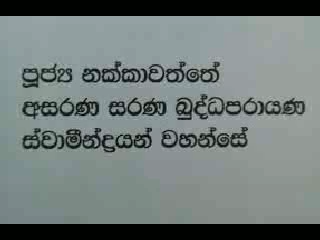 පූජ්‍ය නක්කාවත්තේ
අසරණ සරණ බුද්ධපරායණ
ස්වාමීන්ද්‍රයන් වහන්සේ